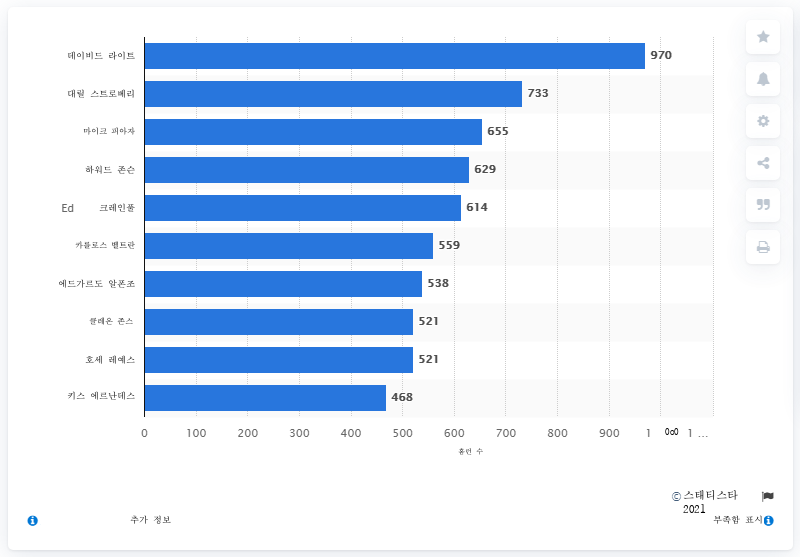 데이비드 라이트 970
대릴 스트로베리 733
마이크 피아자 655
하워드 존슨 629
Ed 크레인풀 614
카를로스 벨트란 559
에드가르도 알폰조 538
클레온 존스 521
호세 레예스 521
키스 에르난데스 468
0 100 200 300 400 500 600 700 800 900 1 1 ...
© 스태티스타
2021
추가 정보 부족함 표시